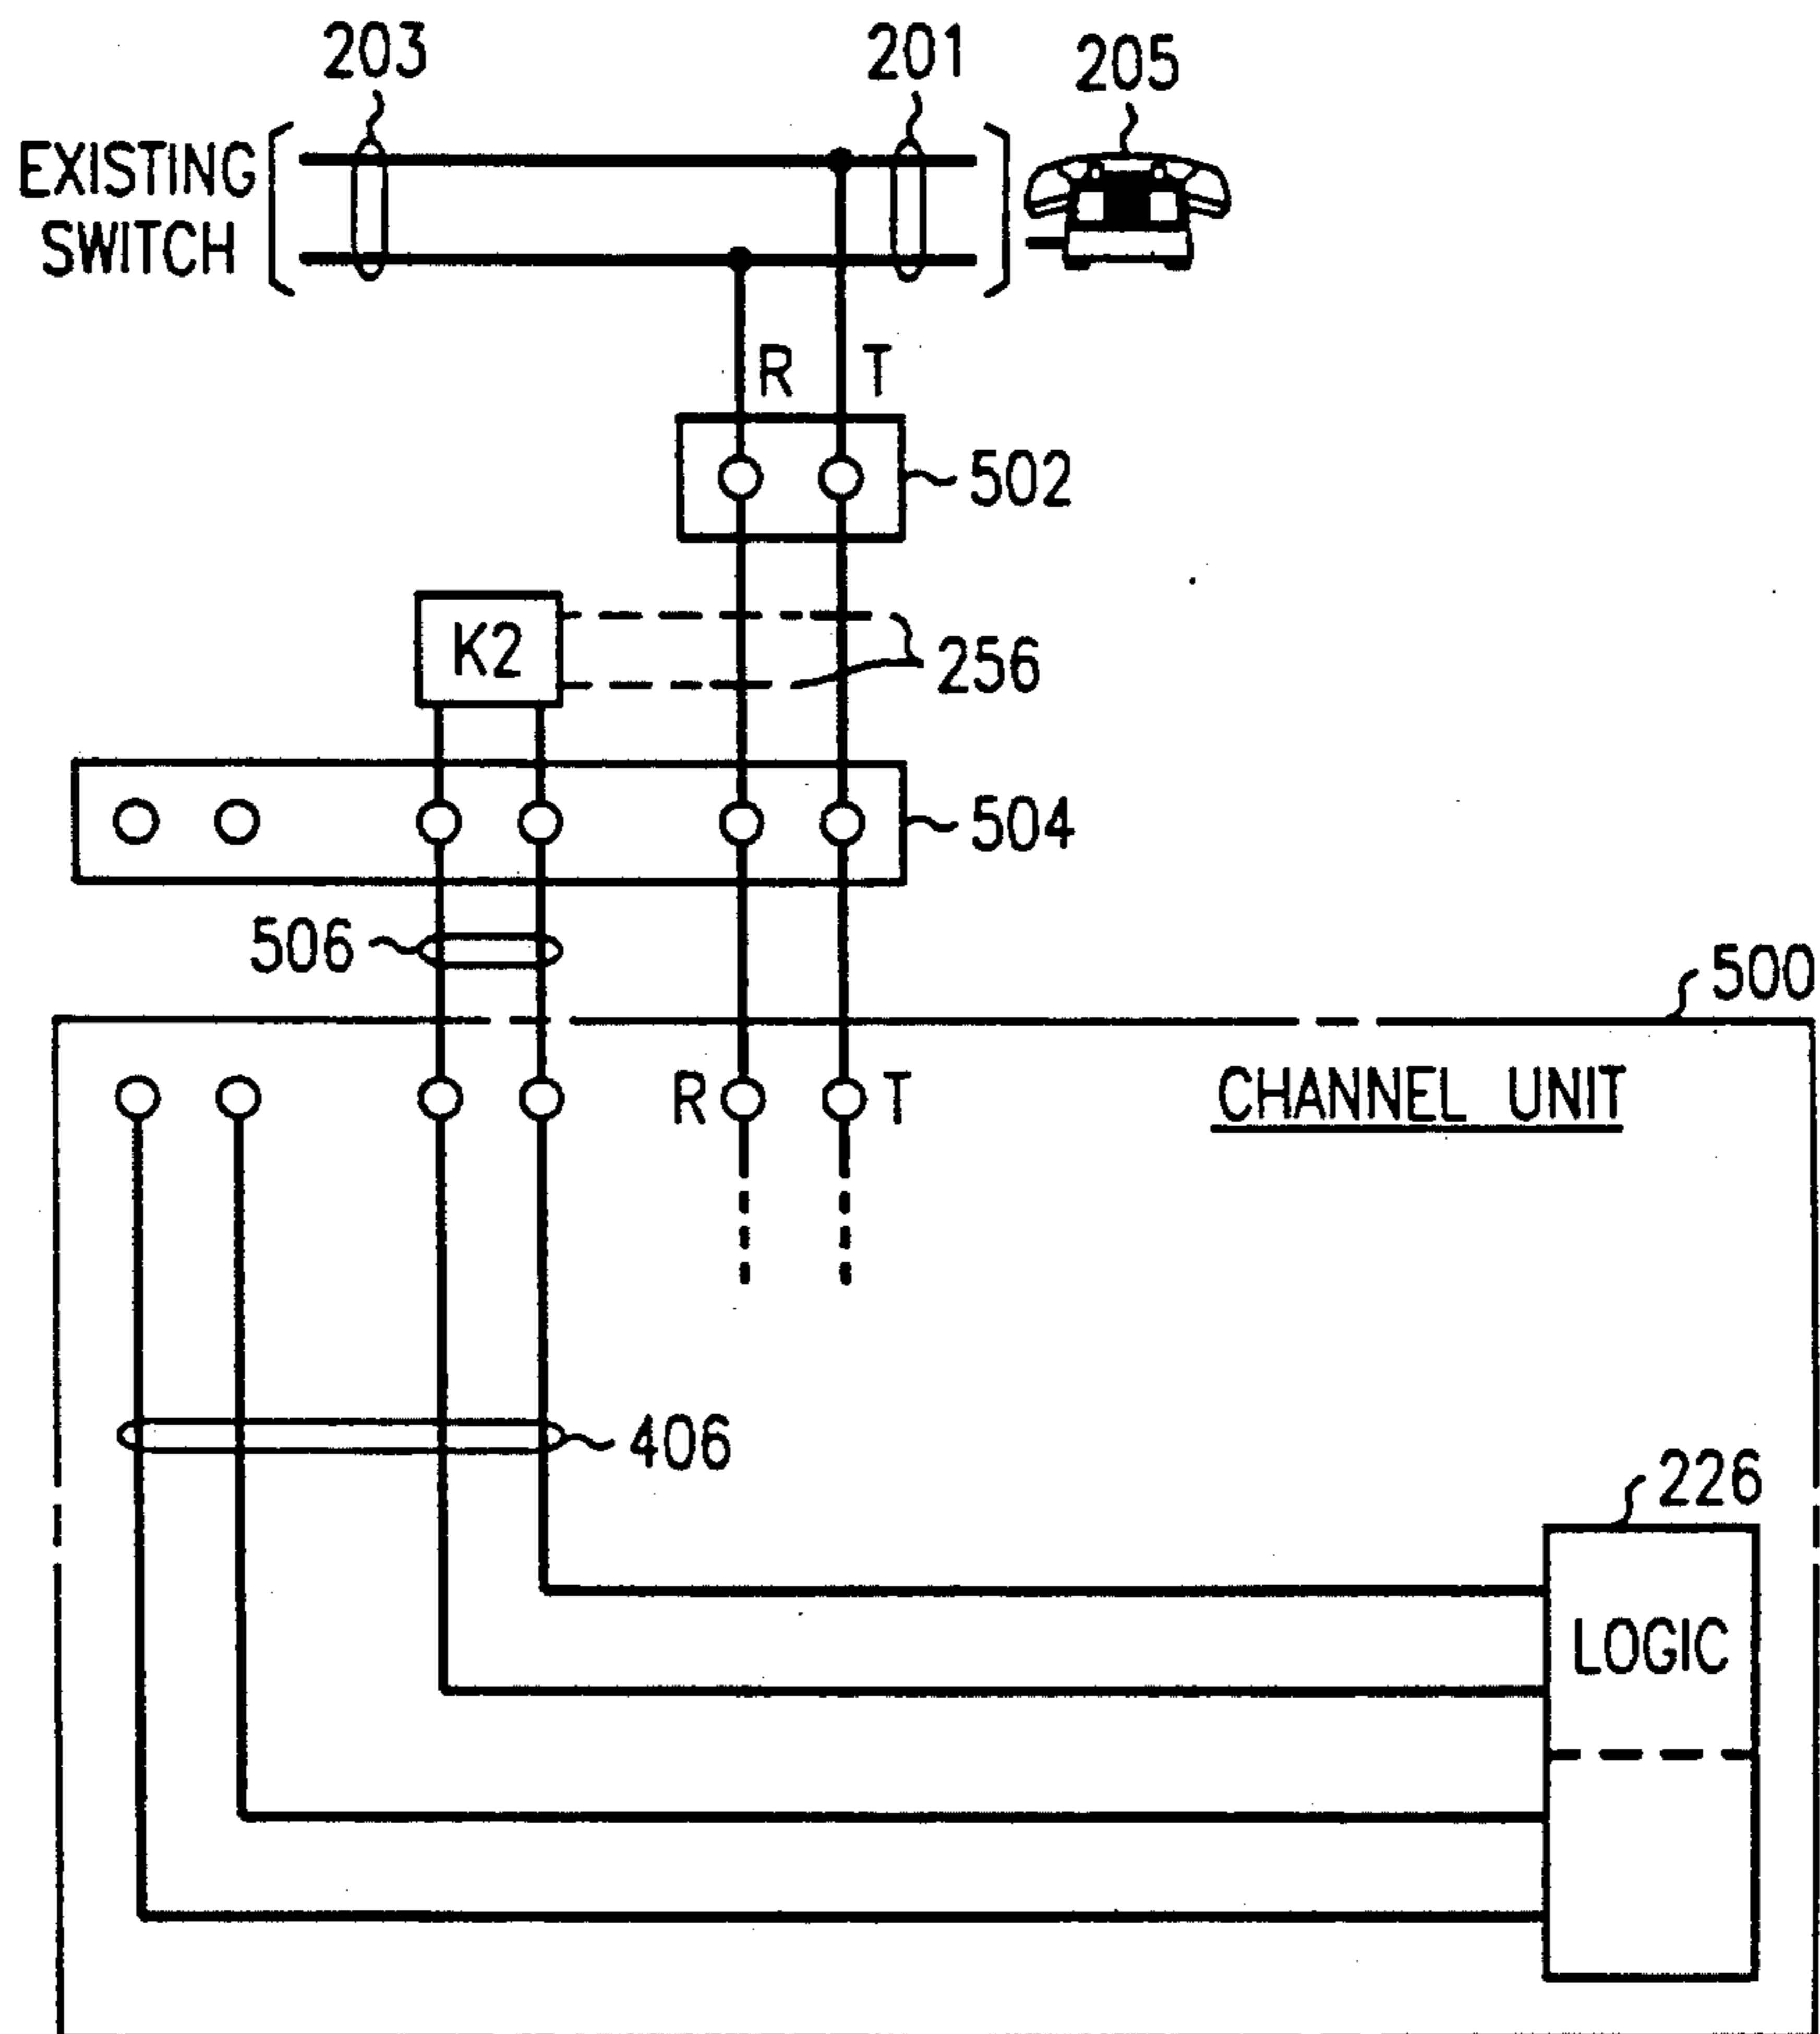 203
201
205
EXISTING
SWITCH
R
T
502
K2
256
504
506
500
R
T
CHANNEL UNIT
406
226
LOGIC